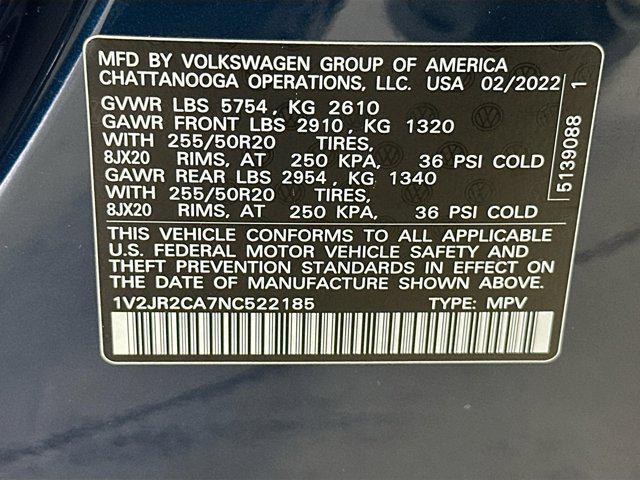 MFD BY VOLKSWAGEN GROUP OF AMERICA
CHATTANOOGA OPERATIONS, LLC. USA 02/2022
GVWR LBS 5754, KG 2610
GAWR FRONT LBS 2910, KG 1320
WITH 255/50R20 TIRES,
8JX20 RIMS, AT 250 KPA, 36 PSI COLD
GAWR REAR LBS 2954, KG 1340
WITH 255/50R20 TIRES,
8JX20 RIMS, AT 250 KPA, 36 PSI COLD
THIS VEHICLE CONFORMS TO ALL APPLICABLE
U.S. FEDERAL MOTOR VEHICLE SAFETY AND
THEFT PREVENTION STANDARDS IN EFFECT ON
THE DATE OF MANUFACTURE SHOWN ABOVE.
1V2JR2CA7NC522185 TYPE: MPV
5139088 1